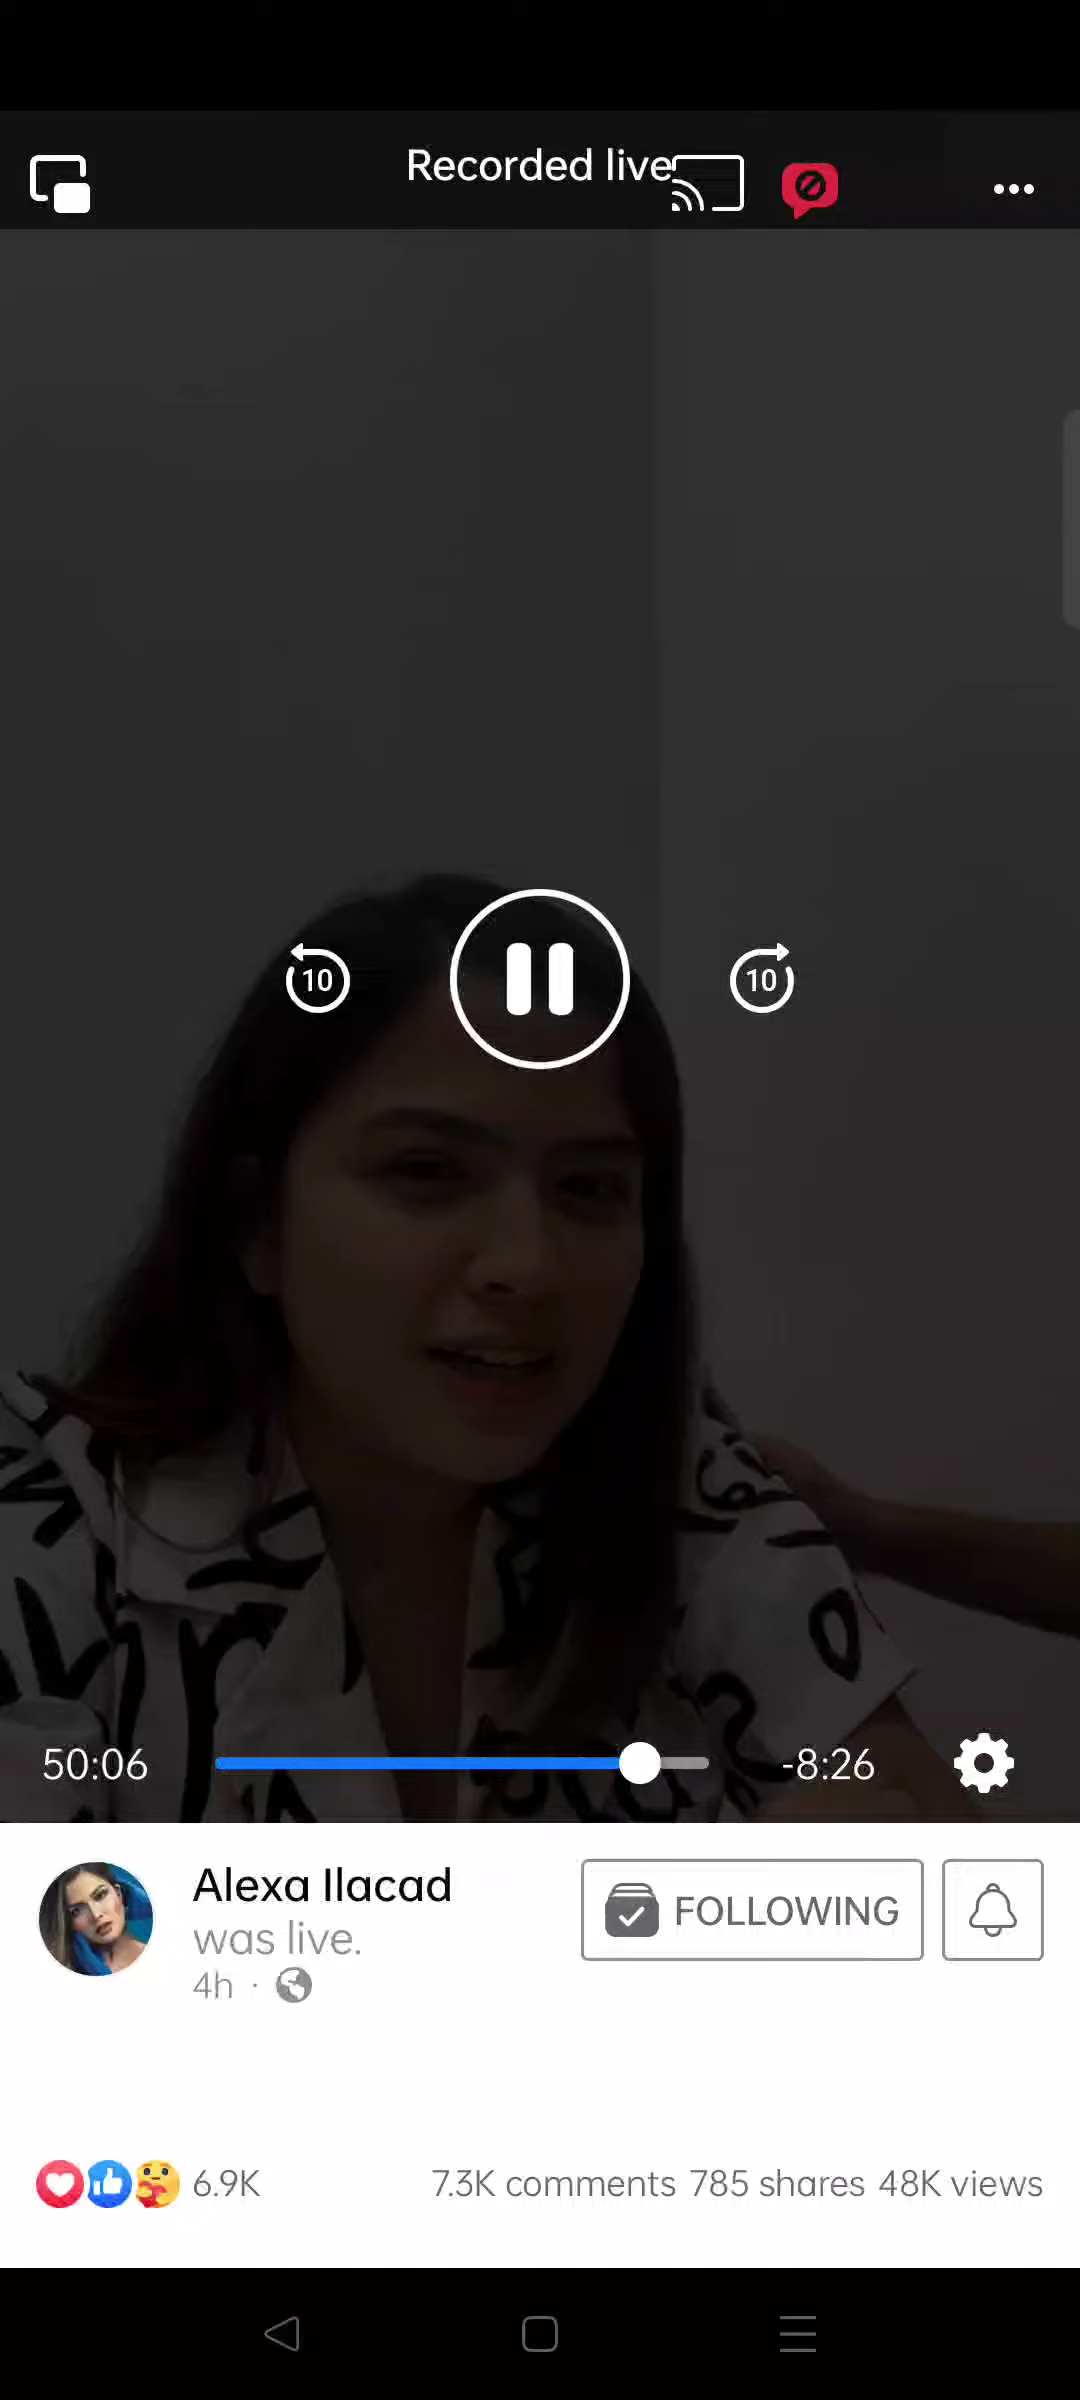 Recorded live
10
10
50:06
-8:26
Alexa Ilacad
was live.
4h ·
FOLLOWING
6.9K
7.3K comments 785 shares 48K views